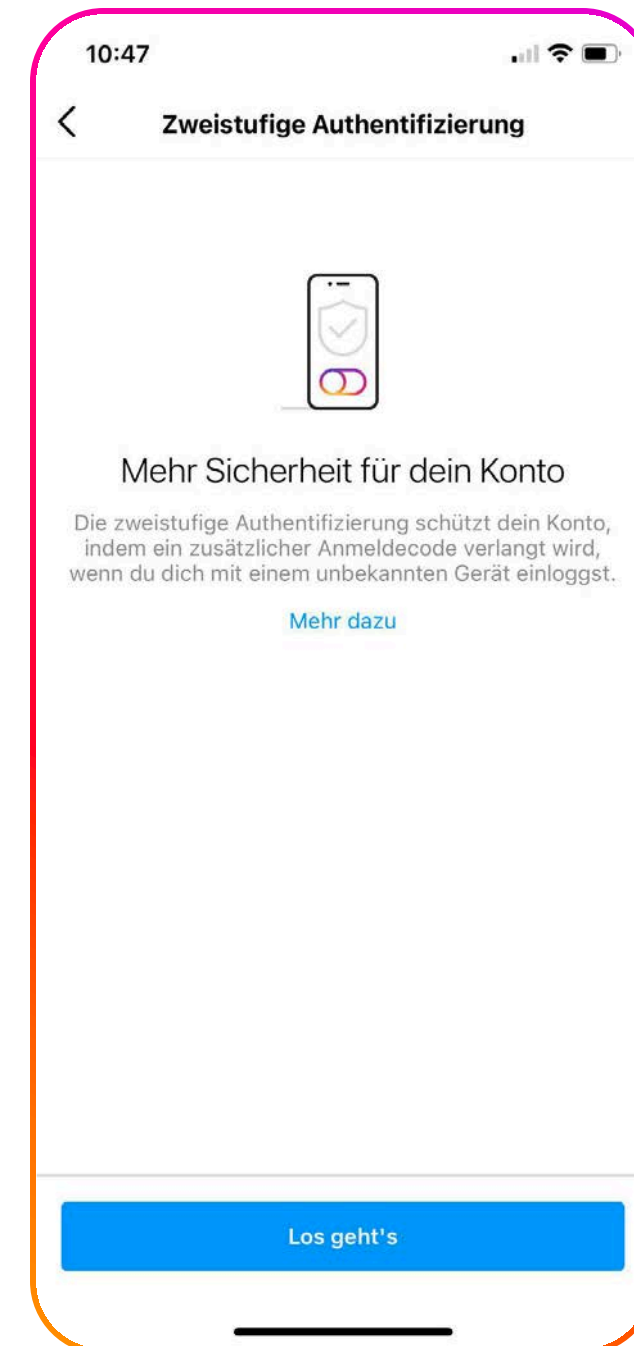 10:47
Zweistufige Authentifizierung
Mehr Sicherheit für dein Konto
Die zweistufige Authentifizierung schützt dein Konto,
indem ein zusätzlicher Anmeldecode verlangt wird,
wenn du dich mit einem unbekannten Gerät einloggst.
Mehr dazu
Los geht's